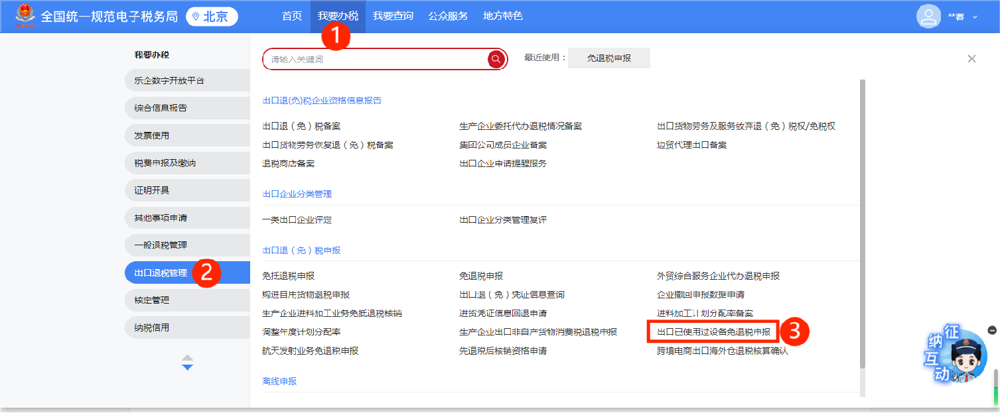 全国统一规范电子税务局 北京 首页 我要办税 我要查询 公众服务 地方特色 **蓉
1
我要办税
乐企数字开放平台
综合信息报告
发票使用
税费申报及缴纳
证明开具
其他事项申请
一般退税管理
出口退税管理 2
核定管理
纳税信用
请输入关键词 最近使用： 免退税申报
出口退(免)税企业资格信息报告
出口退（免）税备案 生产企业委托代办退税情况备案 出口货物劳务及服务放弃退（免）税权/免税权
出口货物劳务恢复退（免）税备案 集团公司成员企业备案 边贸代理出口备案
退税商店备案 出口企业申请提醒服务
出口企业分类管理
一类出口企业评定 出口企业分类管理复评
出口退（免）税申报
免抵退税申报 免退税申报 外贸综合服务企业代办退税申报
购进自用货物退税申报 出口退（免）凭证信息查询 企业撤回申报数据申请
生产企业进料加工业务免抵退税核销 进货凭证信息回退申请 进料加工计划分配率备案
调整年度计划分配率 生产企业出口非自产货物消费税退税申报 出口已使用过设备免退税申报 3
航天发射业务免退税申报 先退税后核销资格申请 跨境电商出口海外仓退税核算确认
离线申报
征纳互动